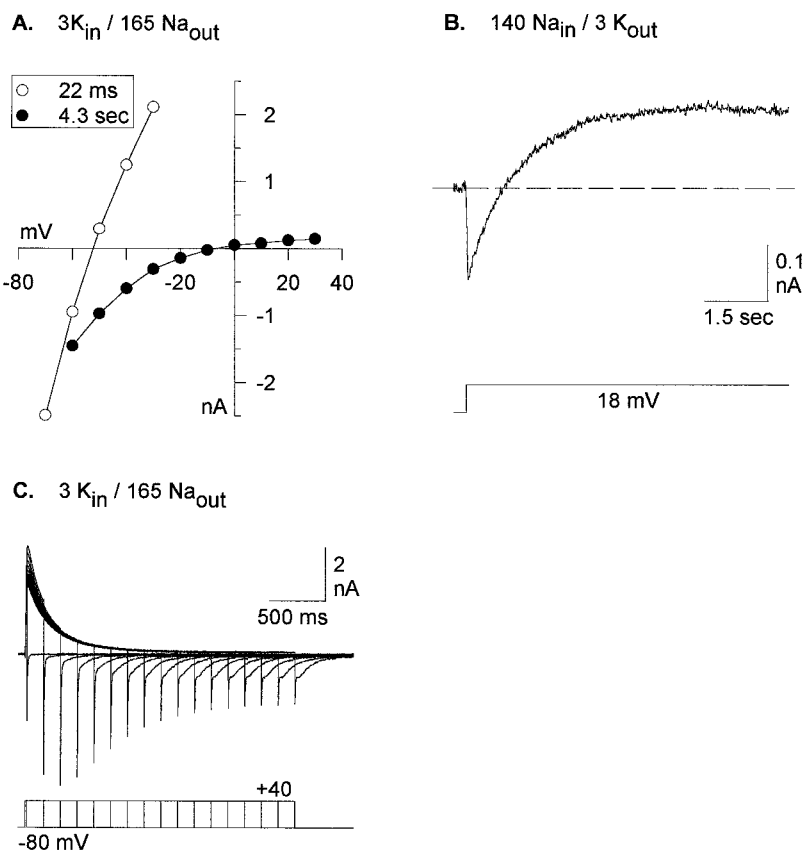 A. 3K_in / 165 Na_out
22 ms
4.3 sec
mV
-80
-20
20
40
2
1
-1
-2
nA
B. 140 Na_in / 3 K_out
0.1
nA
1.5 sec
18 mV
C. 3 K_in / 165 Na_out
2
nA
500 ms
+40
-80 mV